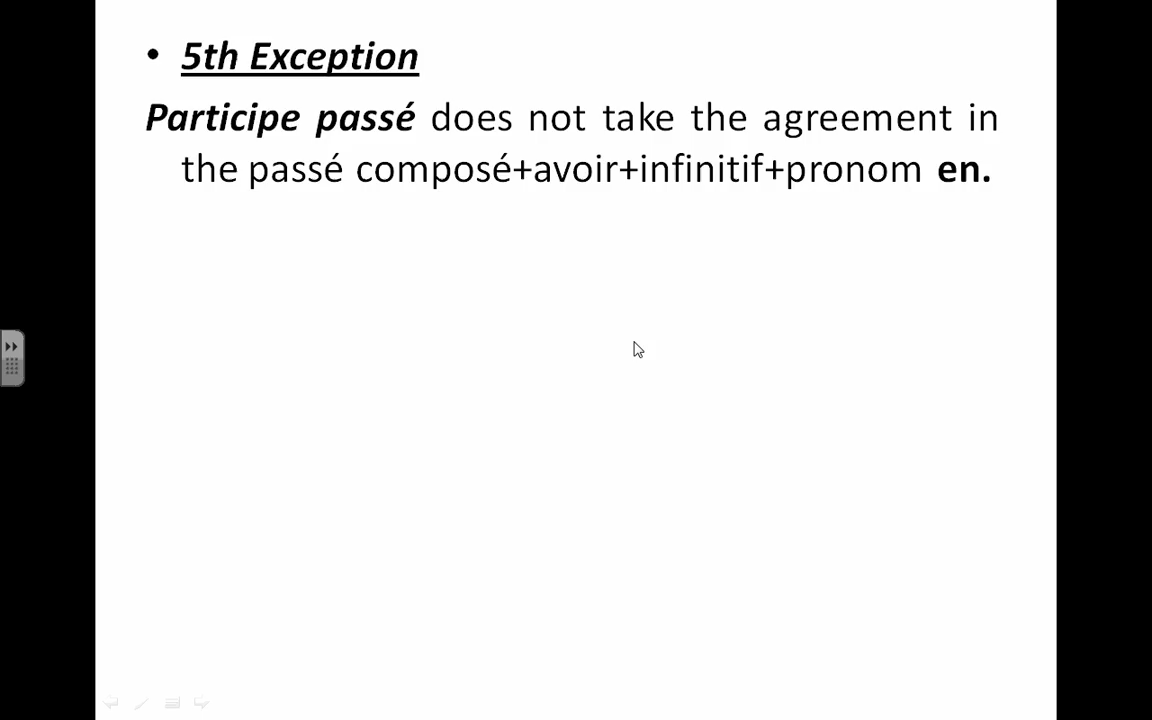 • 5th Exception
Participe passé does not take the agreement in
the passé composé+avoir+infinitif+pronom en.